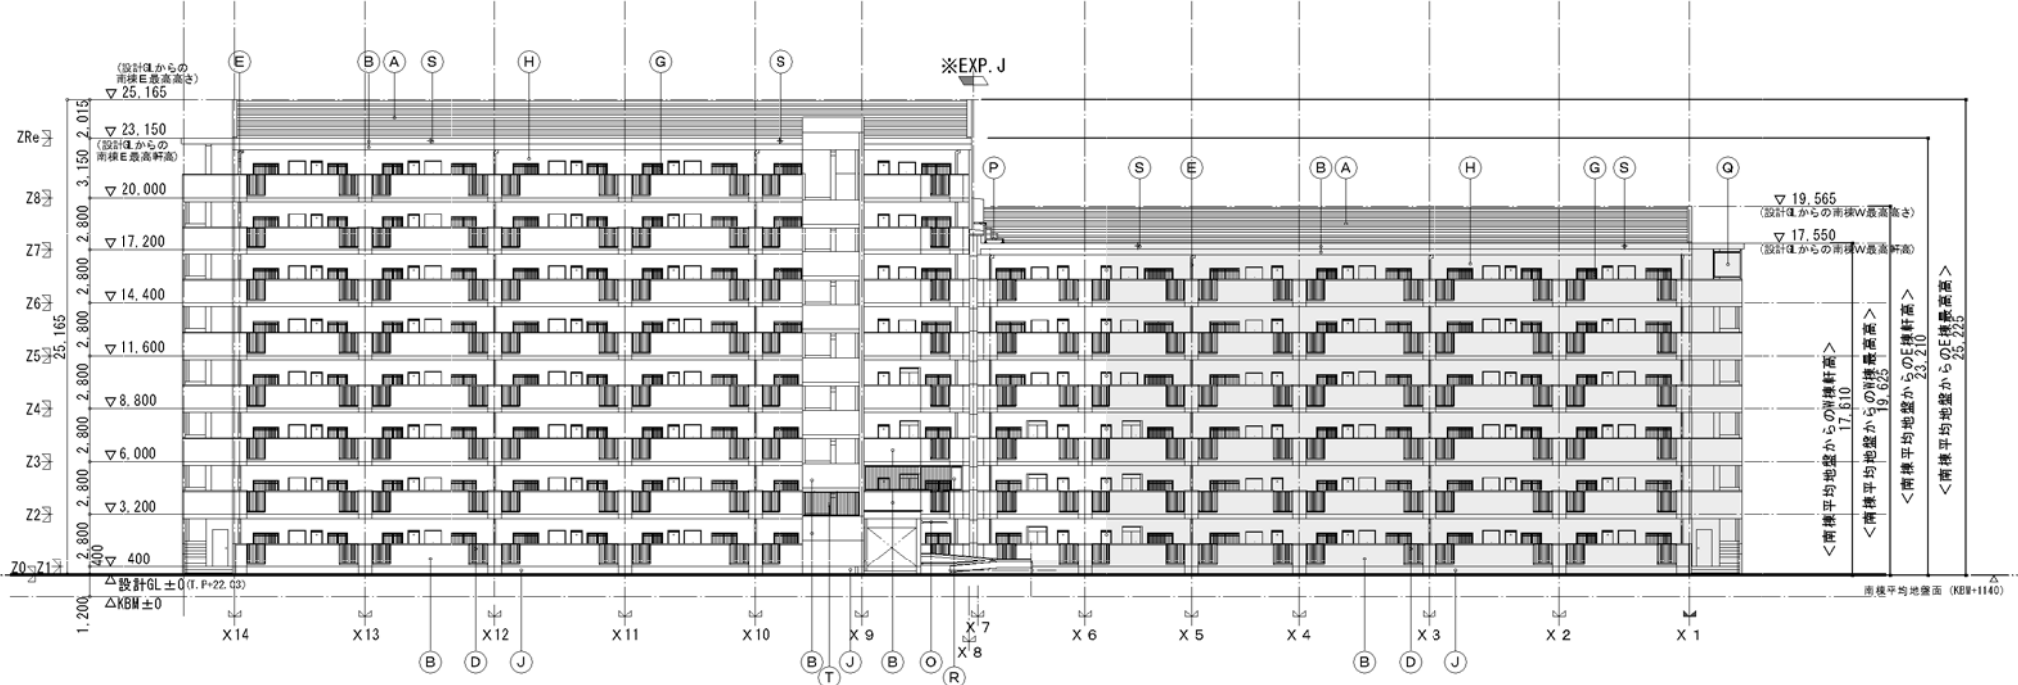 ※EXP.J
E
B
A
S
H
G
S
(設計GLからの
南棟E最高高さ)
▽ 25,165
2,015
ZRe
▽ 23,150
(設計GLからの
南棟E最高軒高)
3,150
P
S
E
B
A
H
G
S
Q
Z8
▽ 20,000
▽ 19,565
(設計GLからの南棟W最高高さ)
2,800
▽ 17,550
(設計GLからの南棟W最高軒高)
Z7
▽ 17,200
2,800
Z6
▽ 14,400
2,800
25,165
Z5
▽ 11,600
2,800
Z4
▽ 8,800
2,800
Z3
▽ 6,000
2,800
Z2
▽ 3,200
2,800
400
Z0 Z1
▽ 400
<南棟平均地盤からのW棟軒高>
17,610
<南棟平均地盤からのW棟最高高>
19,625
<南棟平均地盤からのE棟軒高>
23,210
<南棟平均地盤からのE棟最高高>
25,225
△設計GL±0(T.P+22.03)
南棟平均地盤面 (KBM+1140)
△KBM±0
1,200
X14
X13
X12
X11
X10
X9
X7
X8
X6
X5
X4
X3
X2
X1
B
D
J
B
T
J
B
O
R
B
D
J